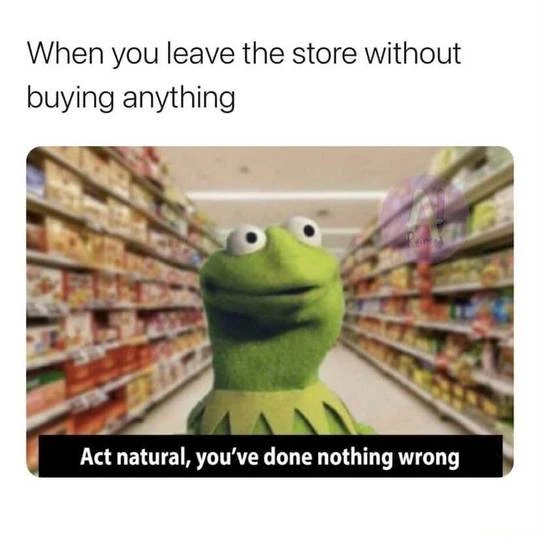 When you leave the store without
buying anything
Act natural, you've done nothing wrong